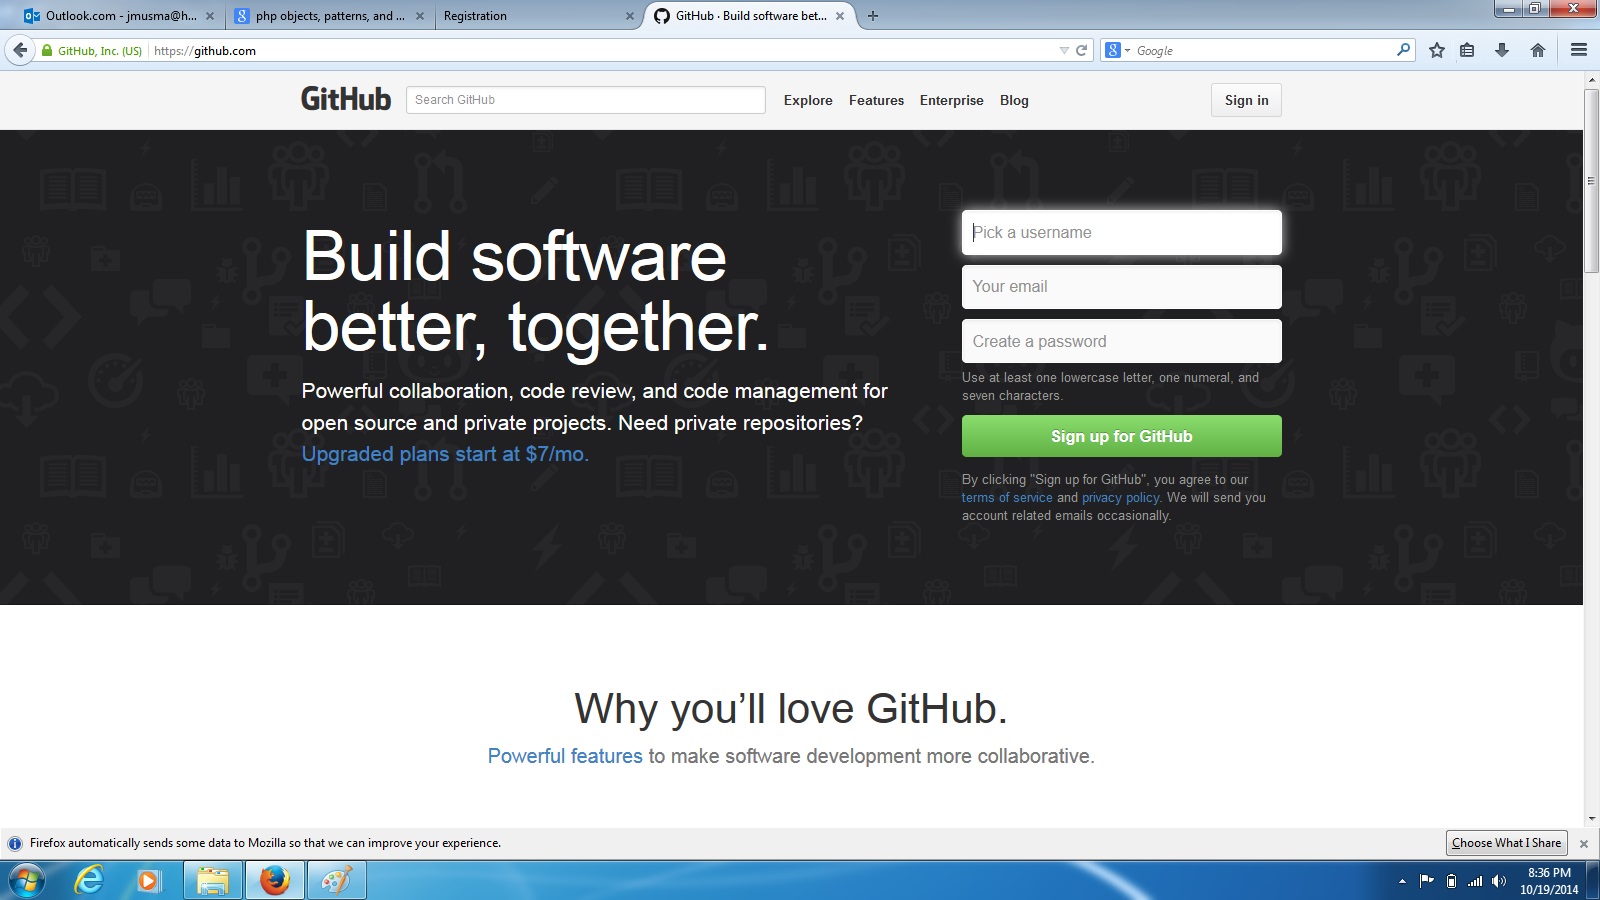 Outlook.com - jmusma@h...
php objects, patterns, and ...
Registration
GitHub · Build software bet...
GitHub, Inc. (US)
https://github.com
Google
GitHub
Search GitHub
Explore
Features
Enterprise
Blog
Sign in
Build software
better, together.
Powerful collaboration, code review, and code management for
open source and private projects. Need private repositories?
Upgraded plans start at $7/mo.
Pick a username
Your email
Create a password
Use at least one lowercase letter, one numeral, and
seven characters.
Sign up for GitHub
By clicking "Sign up for GitHub", you agree to our
terms of service and privacy policy. We will send you
account related emails occasionally.
Why you’ll love GitHub.
Powerful features to make software development more collaborative.
Firefox automatically sends some data to Mozilla so that we can improve your experience.
Choose What I Share
8:36 PM
10/19/2014